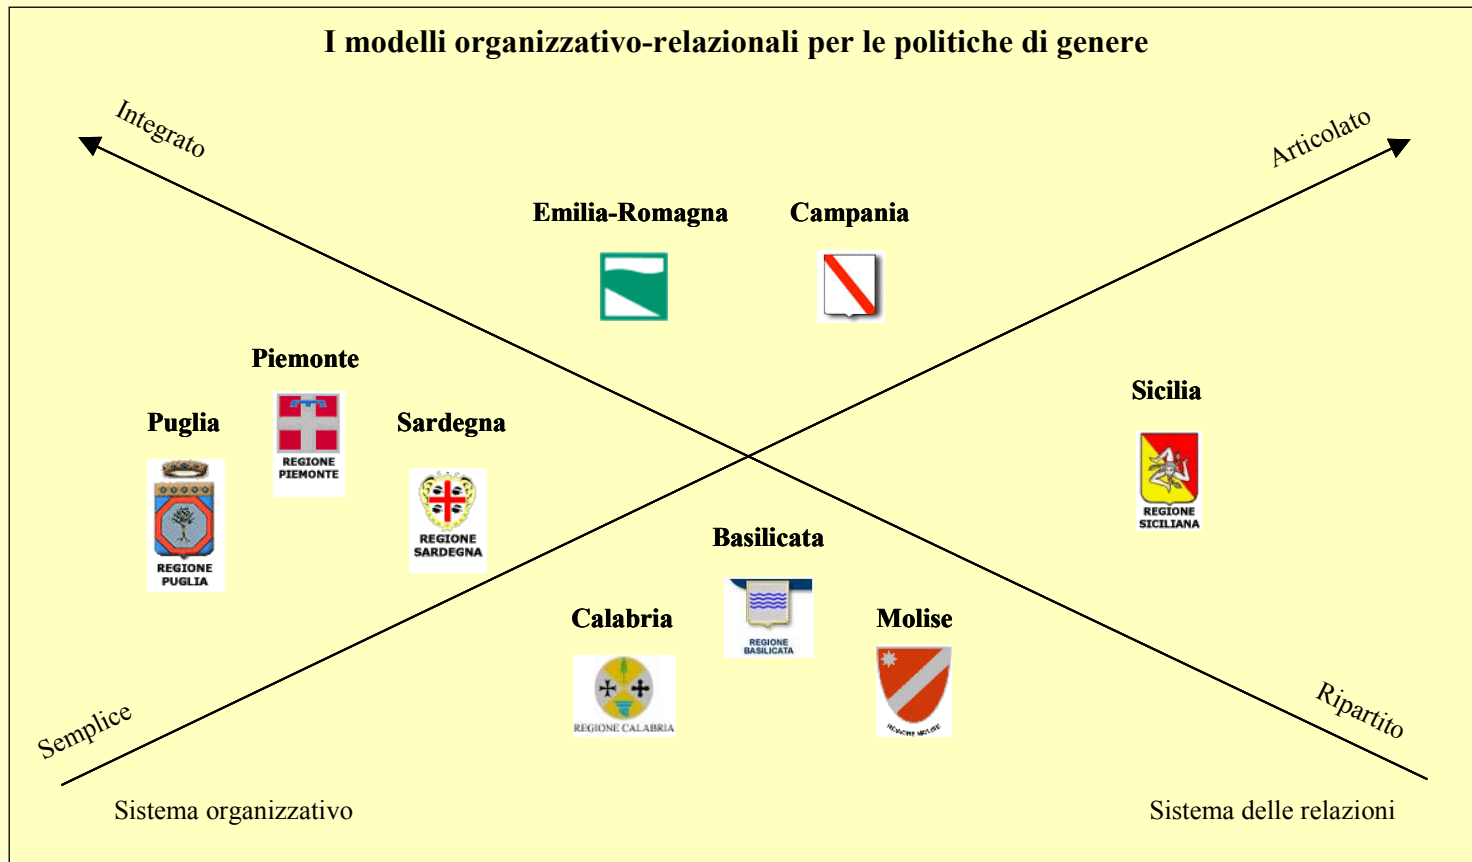 I modelli organizzativo-relazionali per le politiche di genere
Integrato
Articolato
Emilia-Romagna
Campania
Piemonte
REGIONE
PIEMONTE
Puglia
REGIONE
PUGLIA
Sardegna
REGIONE
SARDEGNA
Sicilia
REGIONE
SICILIANA
Basilicata
REGIONE
BASILICATA
Calabria
REGIONE CALABRIA
Molise
REGIONE MOLISE
Semplice
Ripartito
Sistema organizzativo
Sistema delle relazioni